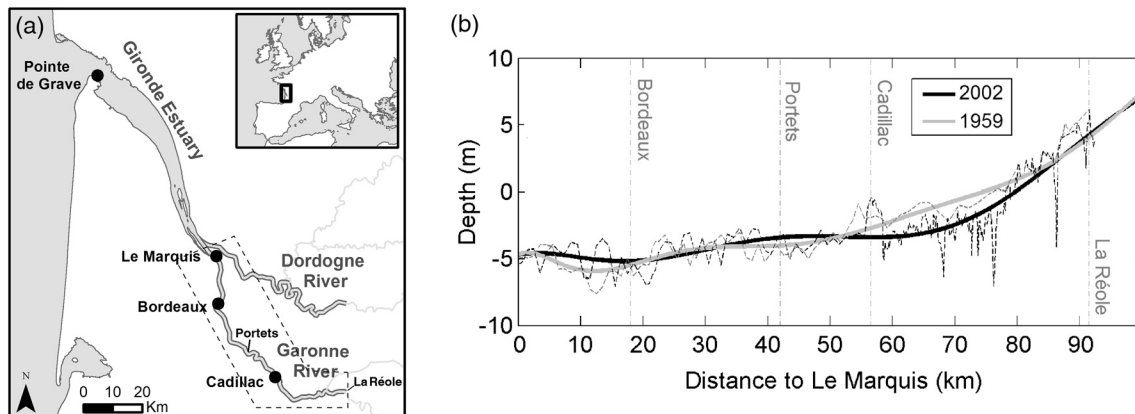 (a)
Pointe
de Grave
Gironde
Estuary
Le Marquis
Dordogne
River
Bordeaux
Portets
Garonne
River
Cadillac
La Réole
N
0 10 20
Km
(b)
10
5
0
-5
-10
Depth (m)
Bordeaux
Portets
Cadillac
La Réole
2002
1959
0 10 20 30 40 50 60 70 80 90
Distance to Le Marquis (km)